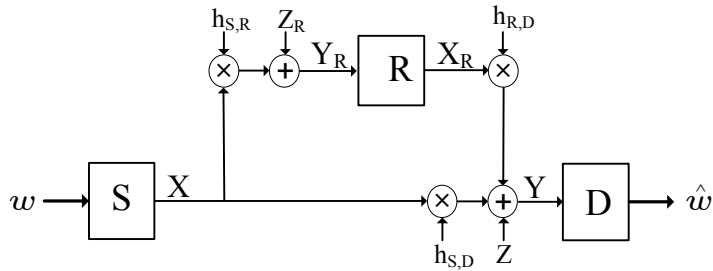 h_{S,R} Z_R h_{R,D}
× + Y_R R X_R ×
w S X × + Y D ŵ
h_{S,D} Z